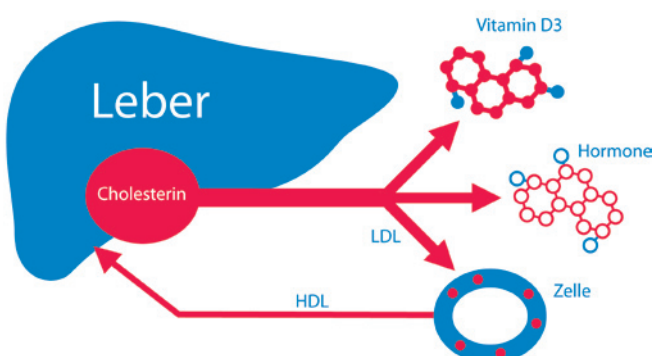 Vitamin D3
Leber
Hormone
Cholesterin
LDL
Zelle
HDL